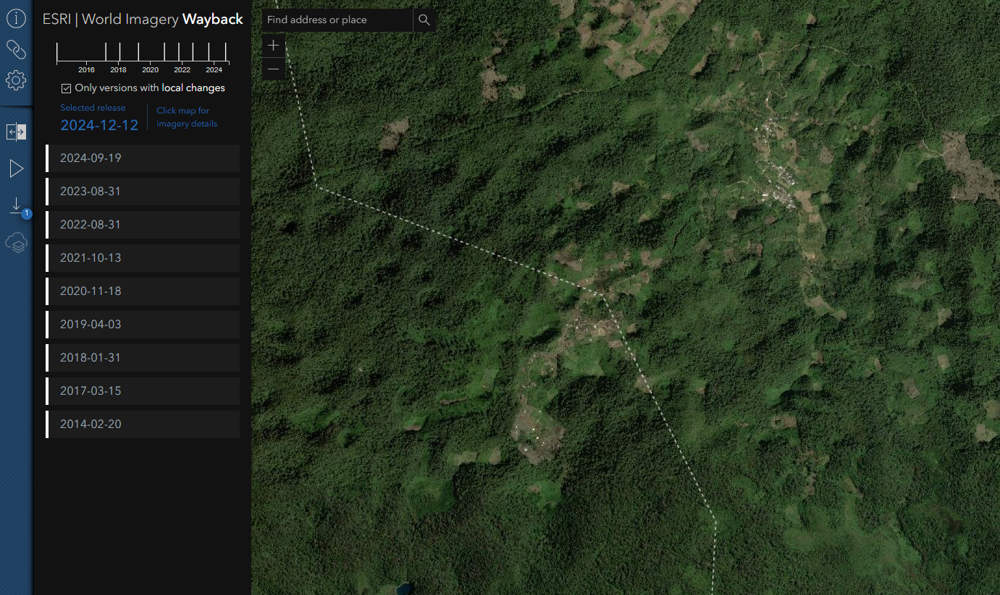 ESRI | World Imagery Wayback
2016 2018 2020 2022 2024
Only versions with local changes
Selected release
2024-12-12
Click map for
imagery details
2024-09-19
2023-08-31
2022-08-31
2021-10-13
2020-11-18
2019-04-03
2018-01-31
2017-03-15
2014-02-20
1
Find address or place